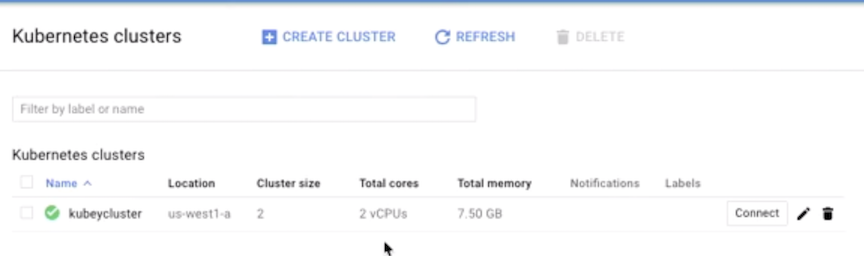 Kubernetes clusters CREATE CLUSTER REFRESH DELETE
Filter by label or name
Kubernetes clusters
Name Location Cluster size Total cores Total memory Notifications Labels
kubeycluster us-west1-a 2 2 vCPUs 7.50 GB Connect